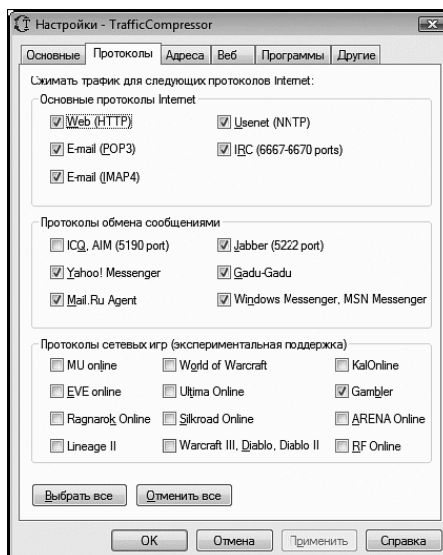 Настройки - TrafficCompressor
Основные Протоколы Адреса Веб Программы Другие
Сжимать трафик для следующих протоколов Internet:
Основные протоколы Internet
Web (HTTP) Usenet (NNTP)
E-mail (POP3) IRC (6667-6670 ports)
E-mail (IMAP4)
Протоколы обмена сообщениями
ICQ, AIM (5190 port) Jabber (5222 port)
Yahoo! Messenger Gadu-Gadu
Mail.Ru Agent Windows Messenger, MSN Messenger
Протоколы сетевых игр (экспериментальная поддержка)
MU online World of Warcraft KalOnline
EVE online Ultima Online Gambler
Ragnarok Online Silkroad Online ARENA Online
Lineage II Warcraft III, Diablo, Diablo II RF Online
Выбрать все Отменить все
OK Отмена Применить Справка